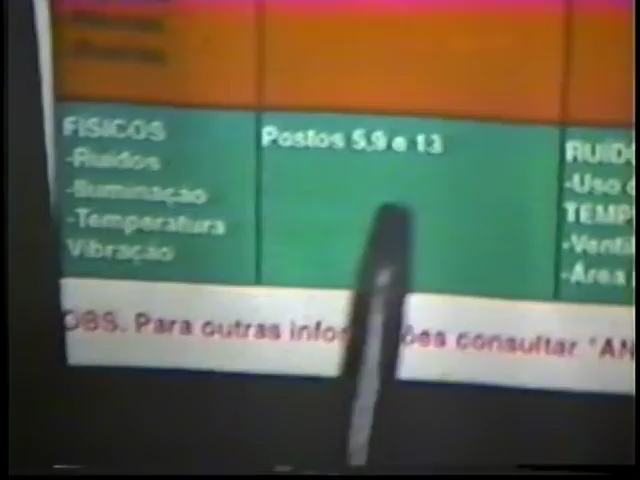 FISICOS
-Ruidos
-Iluminação
-Temperatura
Vibração
Postos 5,9 e 13
RUID
-Uso
TEMP
-Venti
-Área
OBS. Para outras info ões consultar "AN